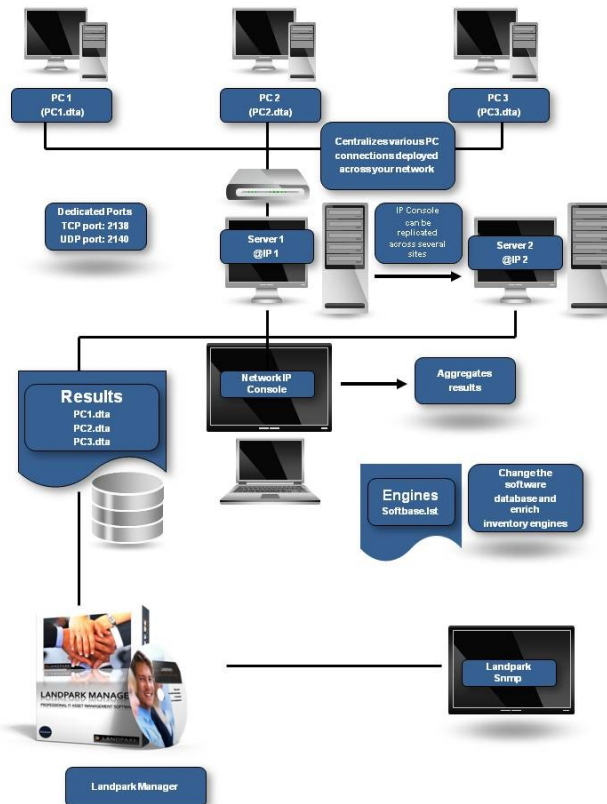 PC 1
(PC1.dta)
PC 2
(PC2.dta)
PC 3
(PC3.dta)
Centralizes various PC
connections deployed
across your network
Dedicated Ports
TCP port: 2138
UDP port: 2140
Server 1
@IP 1
IP Console
can be
replicated
across several
sites
Server 2
@IP 2
Results
PC1.dta
PC2.dta
PC3.dta
Network IP
Console
Aggregates
results
Engines
Softbase.lst
Change the
software
database and
enrich
inventory engines
LANDPARK MANAGE
PROFESSIONAL IT ASSET MANAGEMENT SOFTWARE
LANDPARK
Landpark
Snmp
Landpark Manager